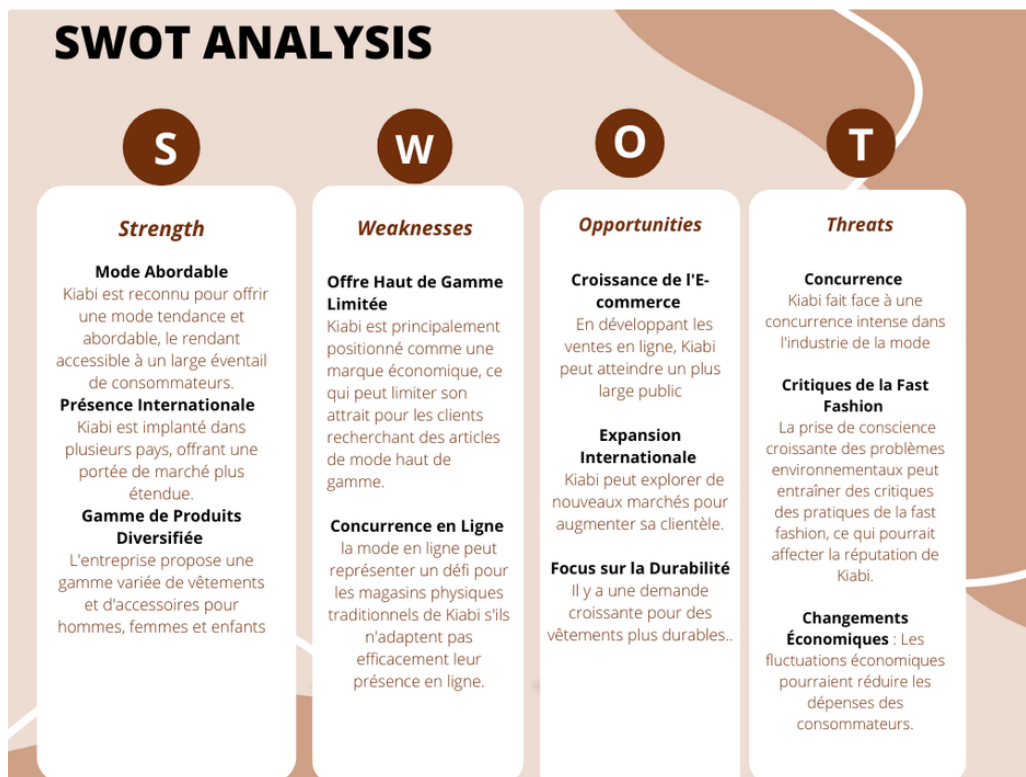 SWOT ANALYSIS
S
Strength
Mode Abordable
Kiabi est reconnu pour offrir
une mode tendance et
abordable, le rendant
accessible à un large éventail
de consommateurs.
Présence Internationale
Kiabi est implanté dans
plusieurs pays, offrant une
portée de marché plus
étendue.
Gamme de Produits
Diversifiée
L'entreprise propose une
gamme variée de vêtements
et d'accessoires pour
hommes, femmes et enfants
W
Weaknesses
Offre Haut de Gamme
Limitée
Kiabi est principalement
positionné comme une
marque économique, ce
qui peut limiter son
attrait pour les clients
recherchant des articles
de mode haut de
gamme.
Concurrence en Ligne
la mode en ligne peut
représenter un défi pour
les magasins physiques
traditionnels de Kiabi s'ils
n'adaptent pas
efficacement leur
présence en ligne.
O
Opportunities
Croissance de l'E-
commerce
En développant les
ventes en ligne, Kiabi
peut atteindre un plus
large public
Expansion
Internationale
Kiabi peut explorer de
nouveaux marchés pour
augmenter sa clientèle.
Focus sur la Durabilité
Il y a une demande
croissante pour des
vêtements plus durables..
T
Threats
Concurrence
Kiabi fait face à une
concurrence intense dans
l'industrie de la mode
Critiques de la Fast
Fashion
La prise de conscience
croissante des problèmes
environnementaux peut
entraîner des critiques
des pratiques de la fast
fashion, ce qui pourrait
affecter la réputation de
Kiabi.
Changements
Économiques : Les
fluctuations économiques
pourraient réduire les
dépenses des
consommateurs.